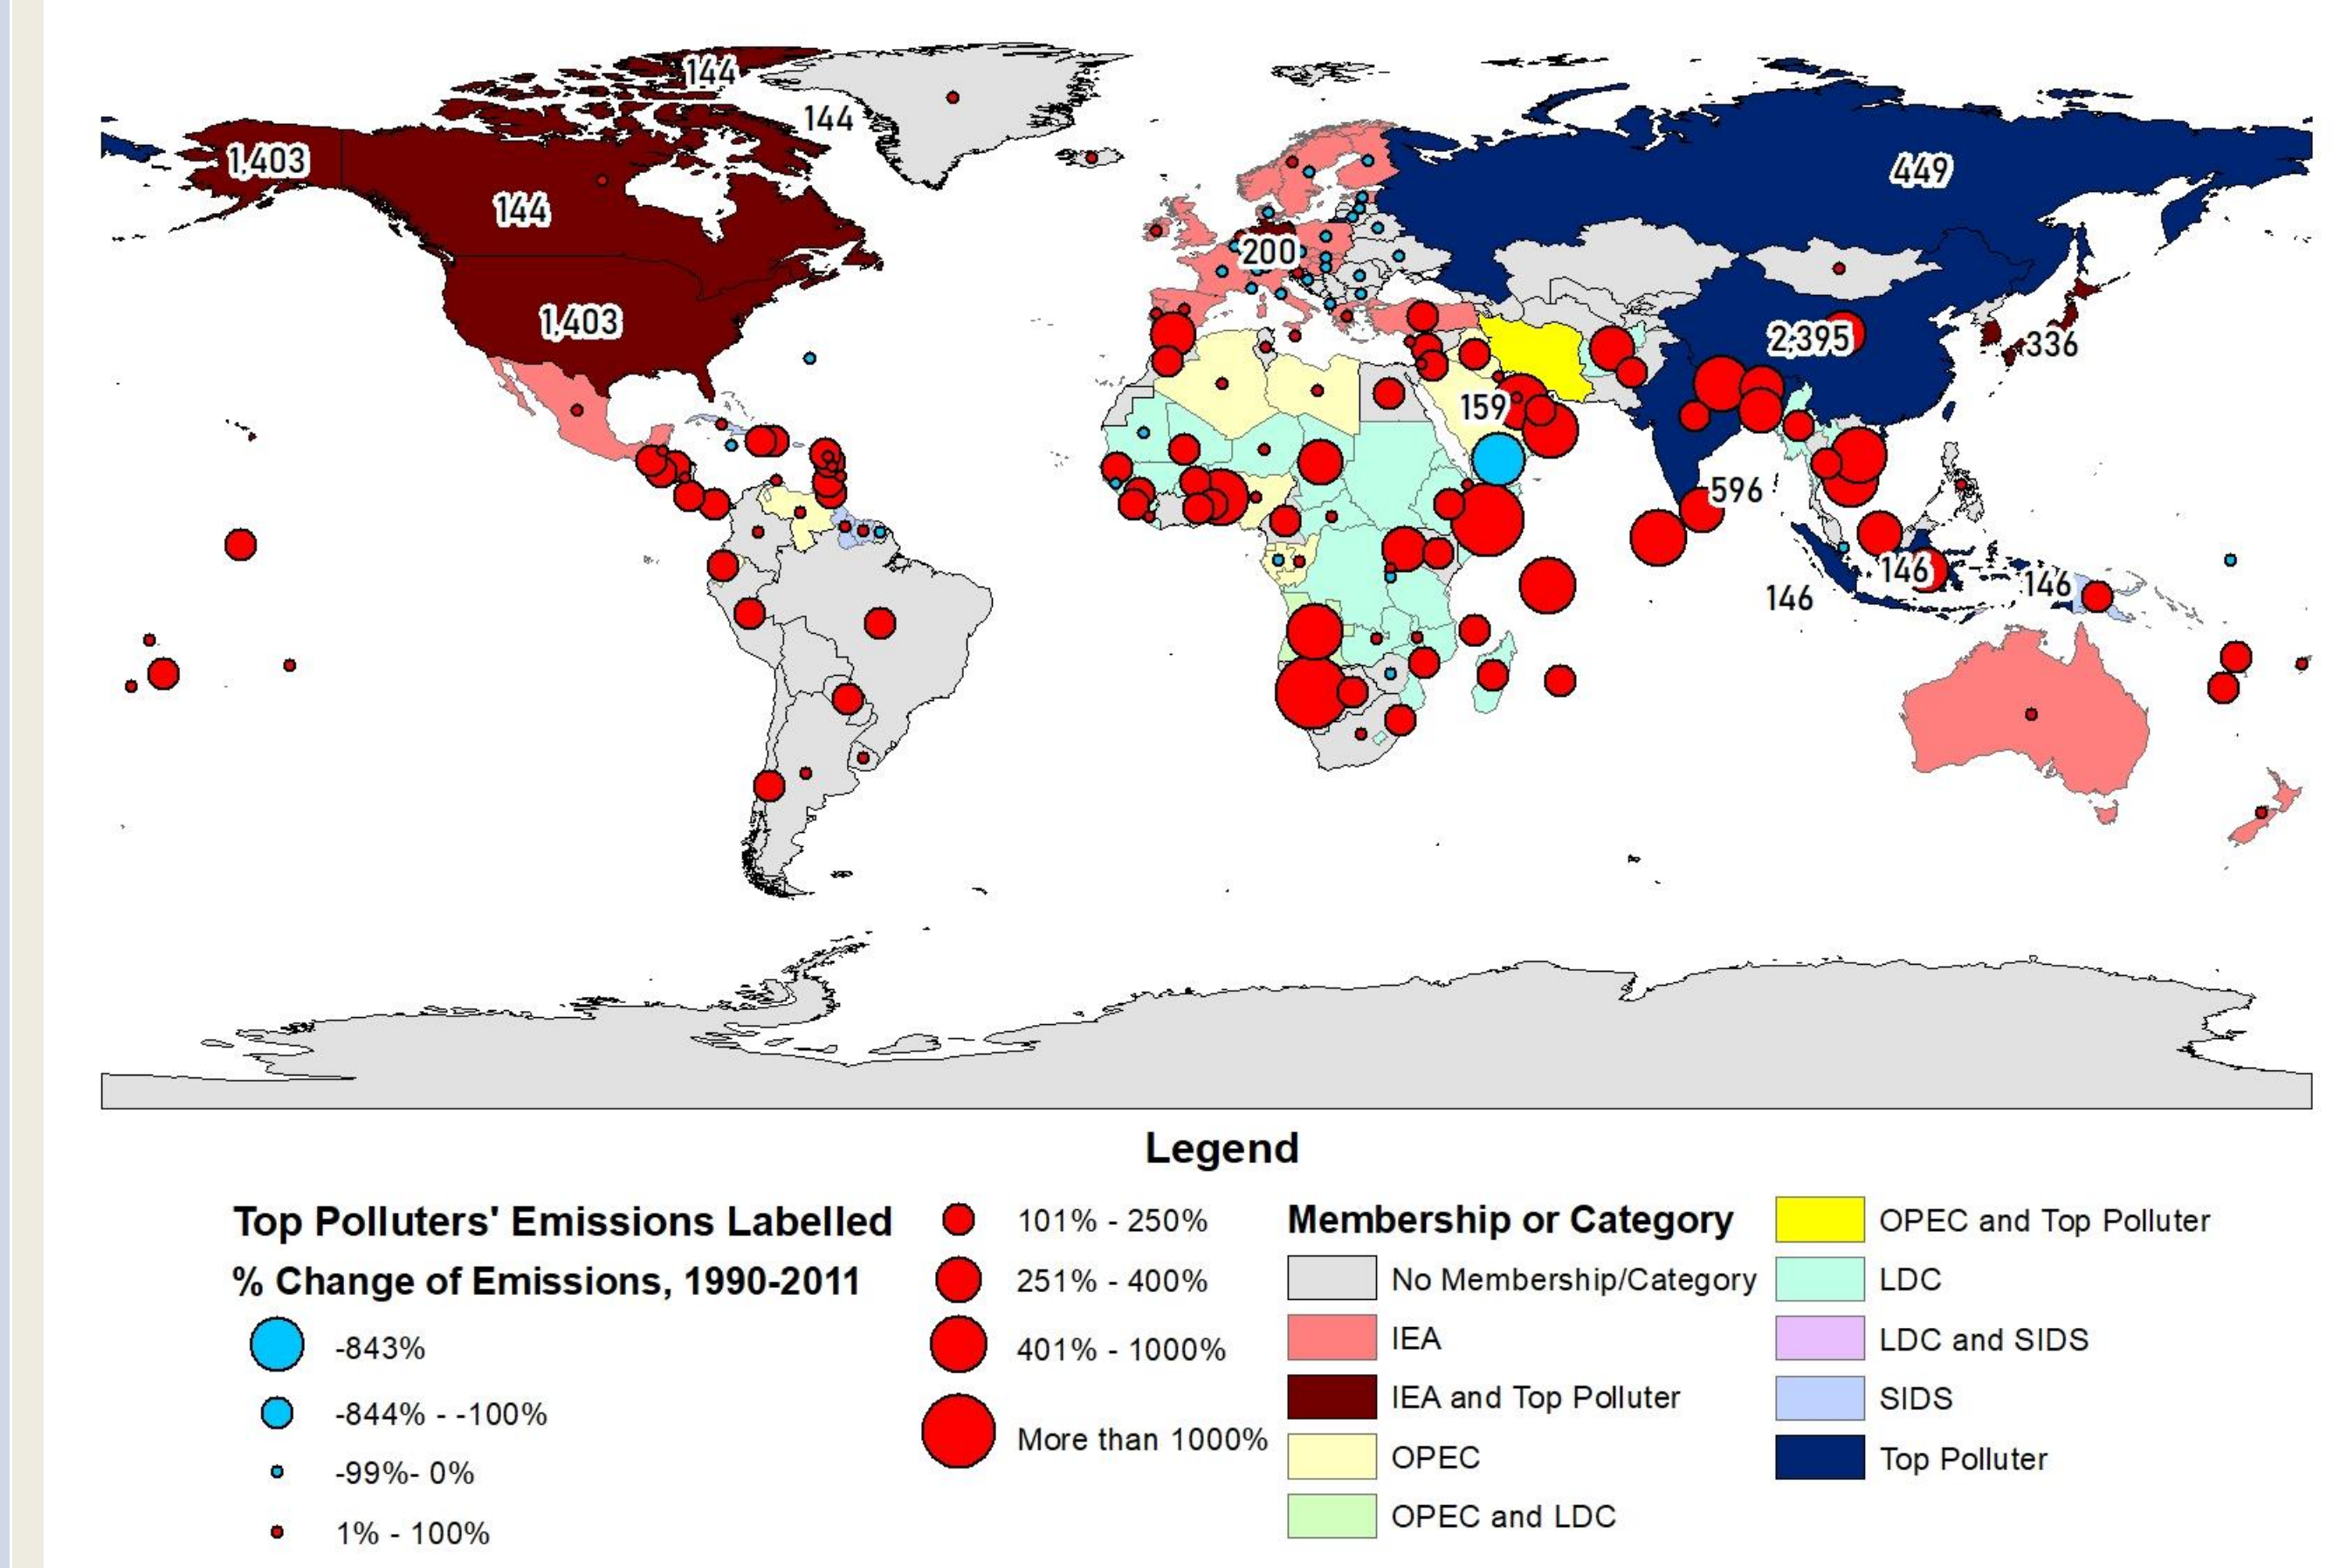 144
144
1,403
449
144
200
1,403
2,395
336
159
596
146
146
146
Legend
Top Polluters' Emissions Labelled
% Change of Emissions, 1990-2011
-843%
-844% - -100%
-99%- 0%
1% - 100%
101% - 250%
251% - 400%
401% - 1000%
More than 1000%
Membership or Category
No Membership/Category
IEA
IEA and Top Polluter
OPEC
OPEC and LDC
OPEC and Top Polluter
LDC
LDC and SIDS
SIDS
Top Polluter